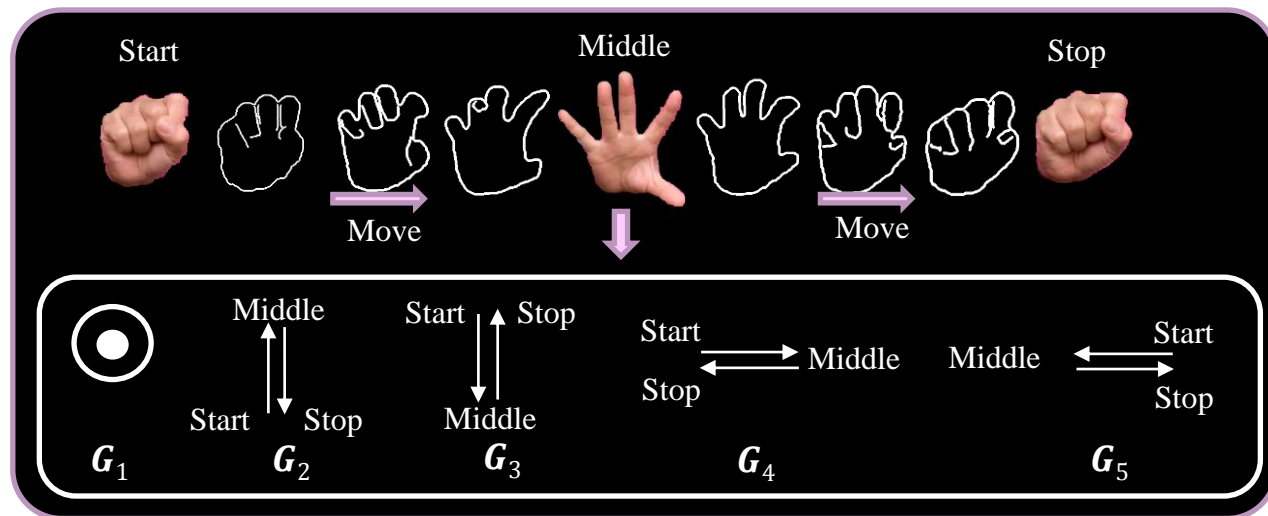 Start
Middle
Stop
Move
Move
Middle
Start Stop
Start Stop
Middle
Start
Middle
Stop
Middle
Start
Stop
G₁
G₂
G₃
G₄
G₅